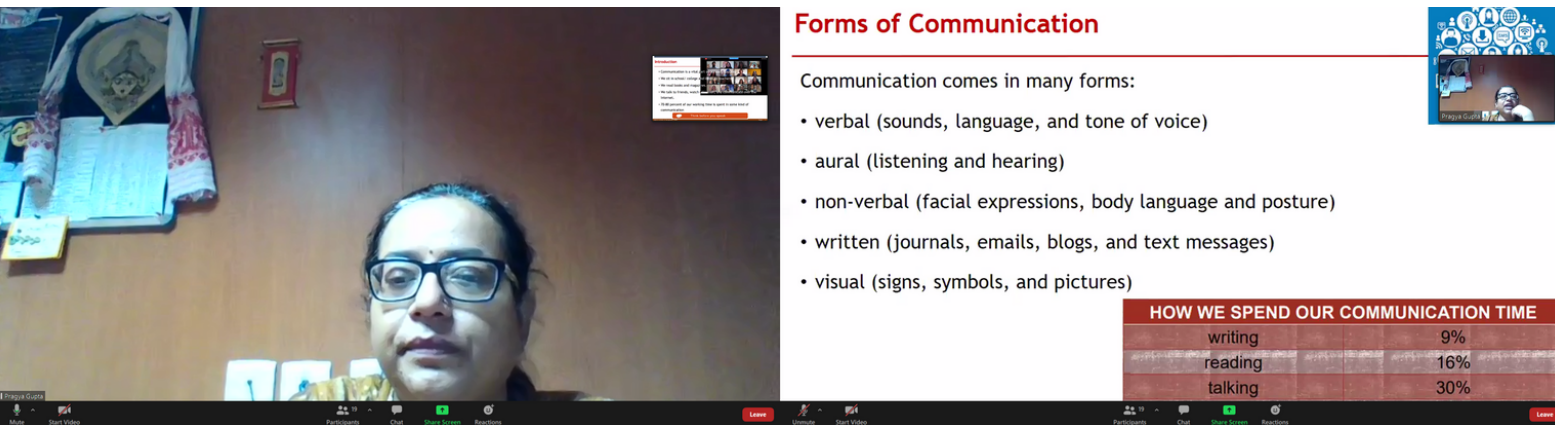 Introduction
Pragya Gupta
Mute
Start Video
Participants
19
Chat
Share Screen
Reactions
Leave
Forms of Communication
Communication comes in many forms:
• verbal (sounds, language, and tone of voice)
• aural (listening and hearing)
• non-verbal (facial expressions, body language and posture)
• written (journals, emails, blogs, and text messages)
• visual (signs, symbols, and pictures)
Pragya Gupta
HOW WE SPEND OUR COMMUNICATION TIME
writing 9%
reading 16%
talking 30%
Unmute
Start Video
Participants
19
Chat
Share Screen
Reactions
Leave